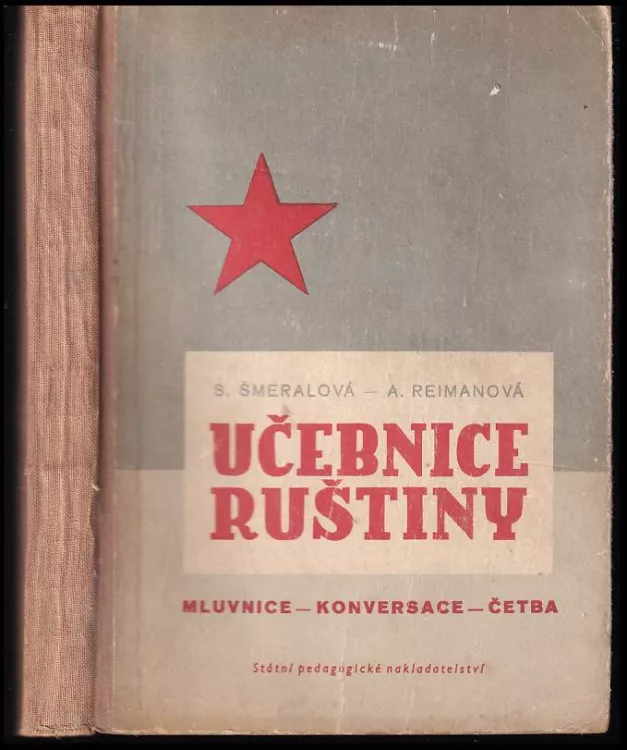 S. ŠMERALOVÁ — A. REIMANOVÁ
UČEBNICE
RUŠTINY
MLUVNICE — KONVERSACE — ČETBA
Státní pedagogické nakladatelství